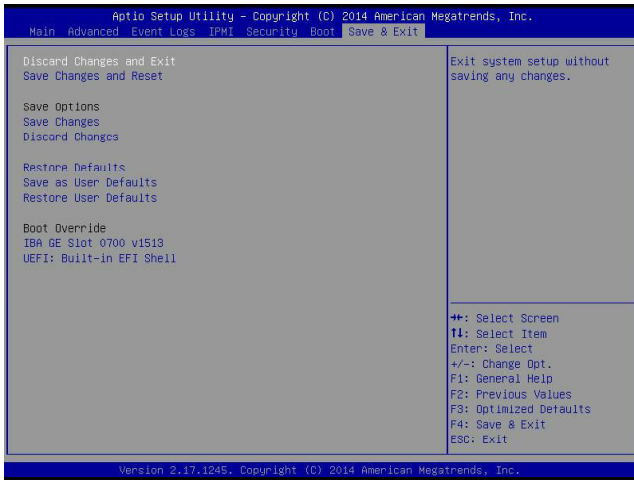 Aptio Setup Utility – Copyright (C) 2014 American Megatrends, Inc.
Main Advanced Event Logs IPMI Security Boot Save & Exit
Discard Changes and Exit
Save Changes and Reset
Save Options
Save Changes
Discard Changes
Restore Defaults
Save as User Defaults
Restore User Defaults
Boot Override
IBA GE Slot 0700 v1513
UEFI: Built-in EFI Shell
Exit system setup without
saving any changes.
→←: Select Screen
↑↓: Select Item
Enter: Select
+/-: Change Opt.
F1: General Help
F2: Previous Values
F3: Optimized Defaults
F4: Save & Exit
ESC: Exit
Version 2.17.1245. Copyright (C) 2014 American Megatrends, Inc.